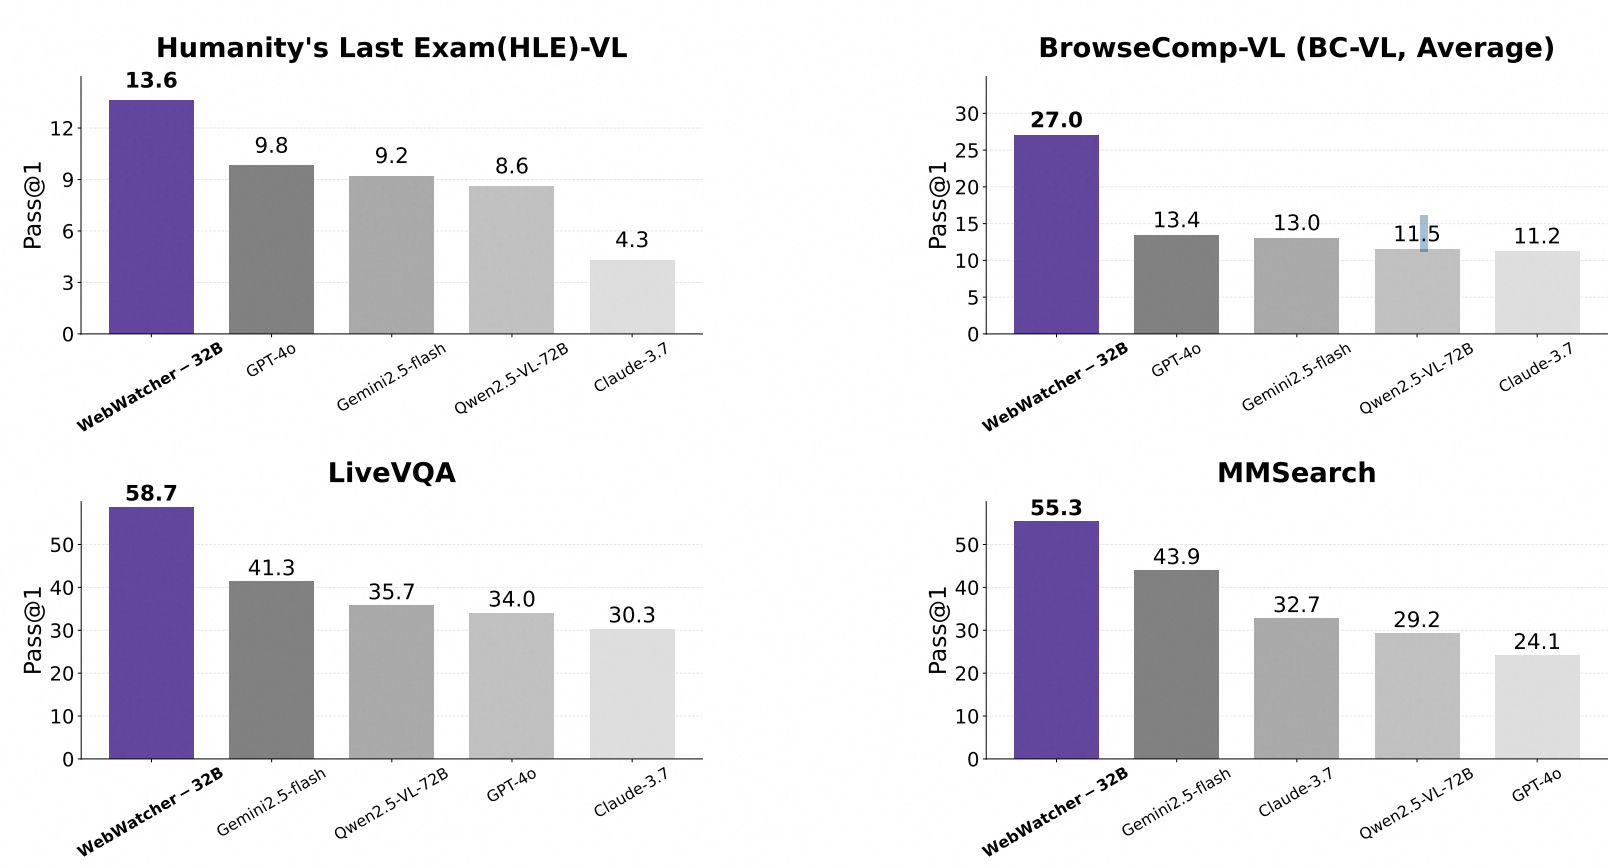 Humanity's Last Exam(HLE)-VL
Pass@1
12
9
6
3
0
13.6
9.8
9.2
8.6
4.3
WebWatcher – 32B
GPT-4o
Gemini2.5-flash
Qwen2.5-VL-72B
Claude-3.7
BrowseComp-VL (BC-VL, Average)
Pass@1
30
25
20
15
10
5
0
27.0
13.4
13.0
11.5
11.2
WebWatcher – 32B
GPT-4o
Gemini2.5-flash
Qwen2.5-VL-72B
Claude-3.7
LiveVQA
Pass@1
50
40
30
20
10
0
58.7
41.3
35.7
34.0
30.3
WebWatcher – 32B
Gemini2.5-flash
Qwen2.5-VL-72B
GPT-4o
Claude-3.7
MMSearch
Pass@1
50
40
30
20
10
0
55.3
43.9
32.7
29.2
24.1
WebWatcher – 32B
Gemini2.5-flash
Claude-3.7
Qwen2.5-VL-72B
GPT-4o